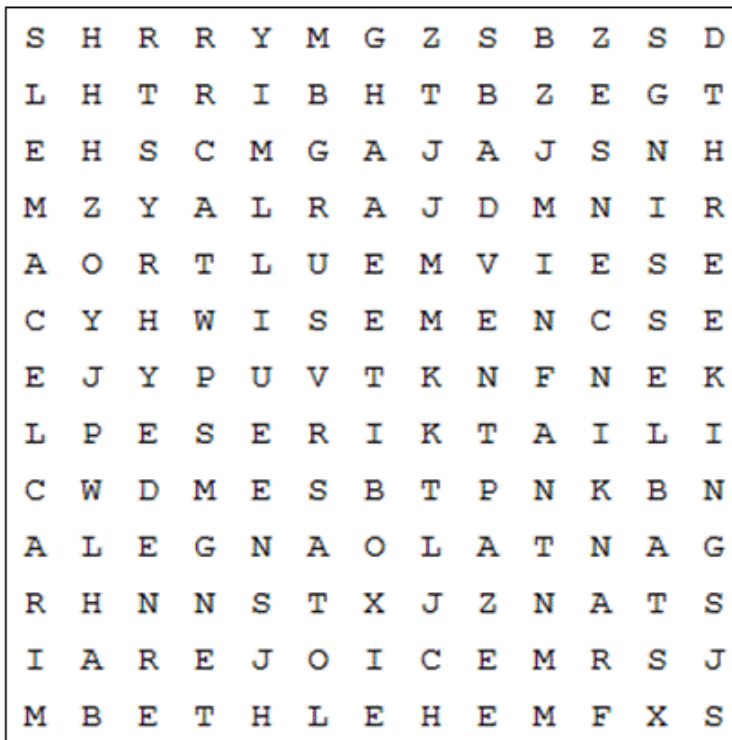 S H R R Y M G Z S B Z S D
L H T R I B H T B Z E G T
E H S C M G A J A J S N H
M Z Y A L R A J D M N I R
A O R T L U E M V I E S E
C Y H W I S E M E N C S E
E J Y P U V T K N F N E K
L P E S E R I K T A I L I
C W D M E S B T P N K B N
A L E G N A O L A T N A G
R H N N S T X J Z N A T S
I A R E J O I C E M R S J
M B E T H L E H E M F X S